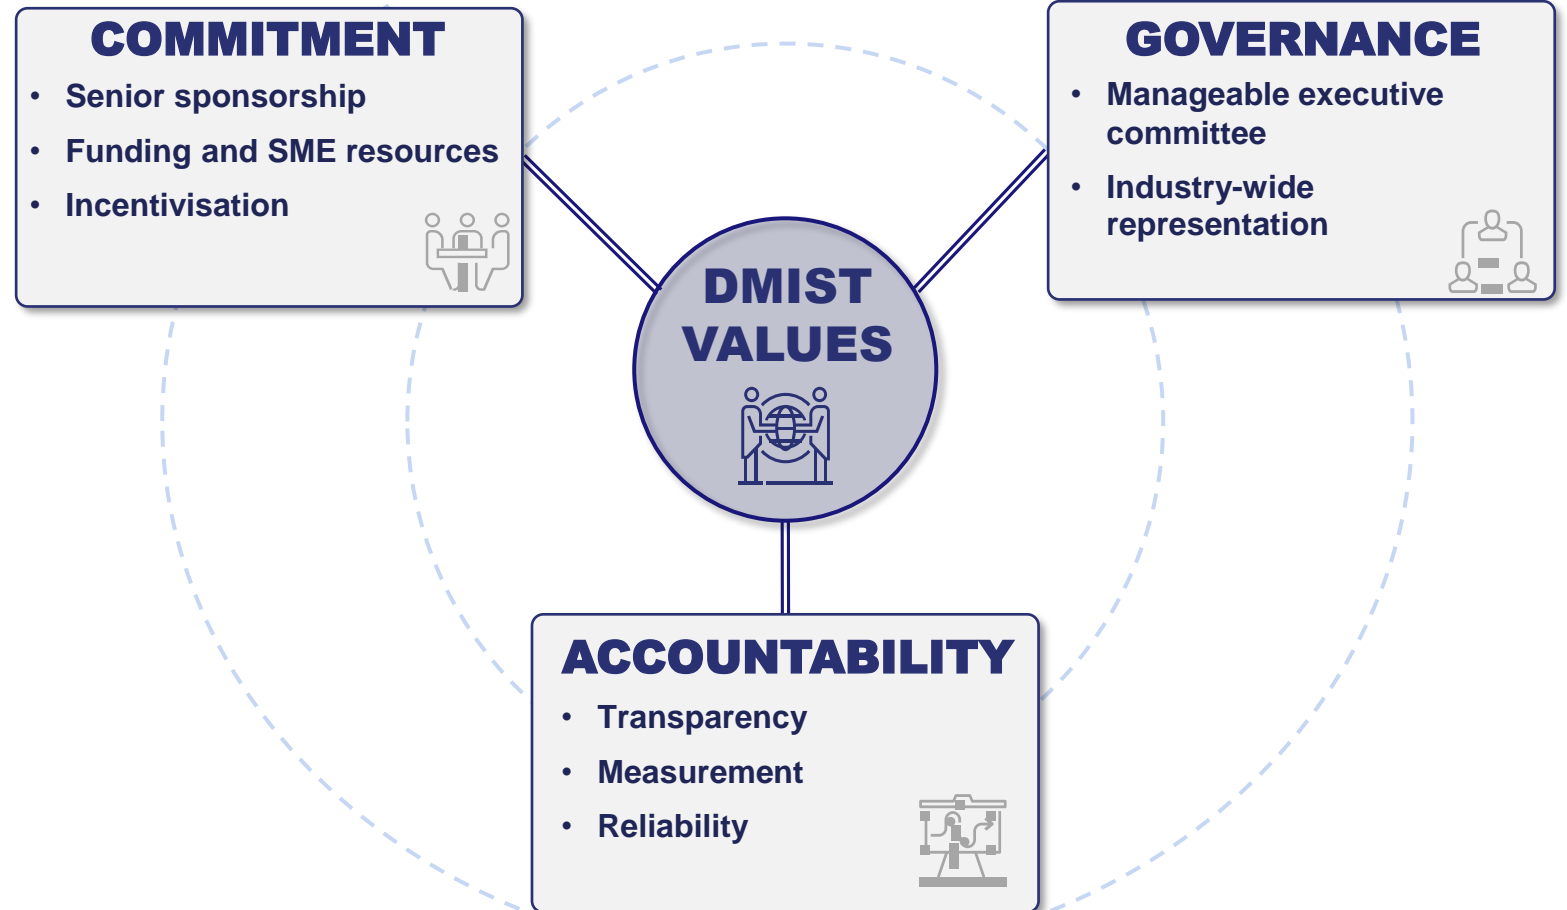 COMMITMENT
• Senior sponsorship
• Funding and SME resources
• Incentivisation
GOVERNANCE
• Manageable executive
committee
• Industry-wide
representation
DMIST
VALUES
ACCOUNTABILITY
• Transparency
• Measurement
• Reliability